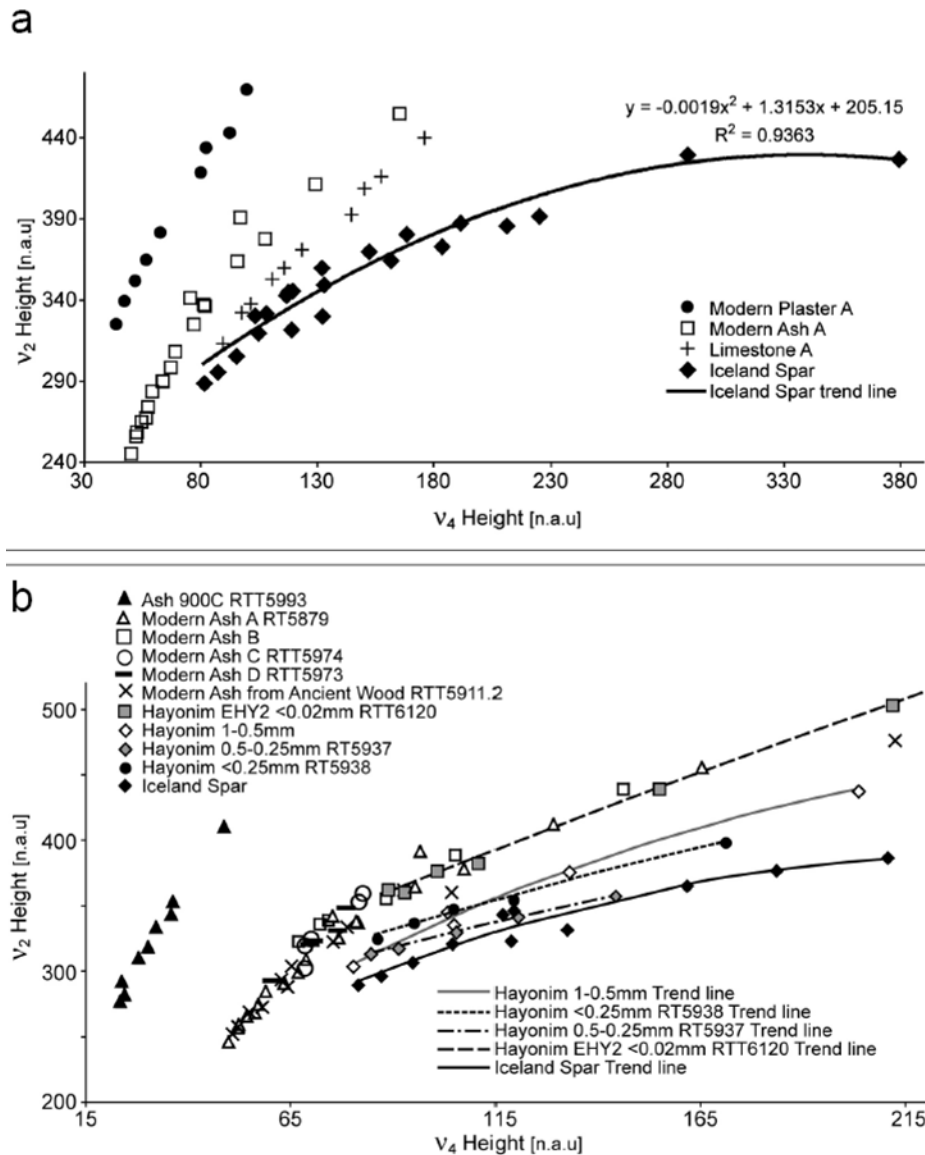 a
y = -0.0019x² + 1.3153x + 205.15
R² = 0.9363
440
390
340
290
240
ν₂ Height [n.a.u]
Modern Plaster A
Modern Ash A
Limestone A
Iceland Spar
Iceland Spar trend line
30 80 130 180 230 280 330 380
ν₄ Height [n.a.u]
b
Ash 900C RTT5993
Modern Ash A RT5879
Modern Ash B
Modern Ash C RTT5974
Modern Ash D RTT5973
Modern Ash from Ancient Wood RTT5911.2
Hayonim EHY2 <0.02mm RTT6120
Hayonim 1-0.5mm
Hayonim 0.5-0.25mm RT5937
Hayonim <0.25mm RT5938
Iceland Spar
500
400
300
200
ν₂ Height [n.a.u]
Hayonim 1-0.5mm Trend line
Hayonim <0.25mm RT5938 Trend line
Hayonim 0.5-0.25mm RT5937 Trend line
Hayonim EHY2 <0.02mm RTT6120 Trend line
Iceland Spar Trend line
15 65 115 165 215
ν₄ Height [n.a.u]